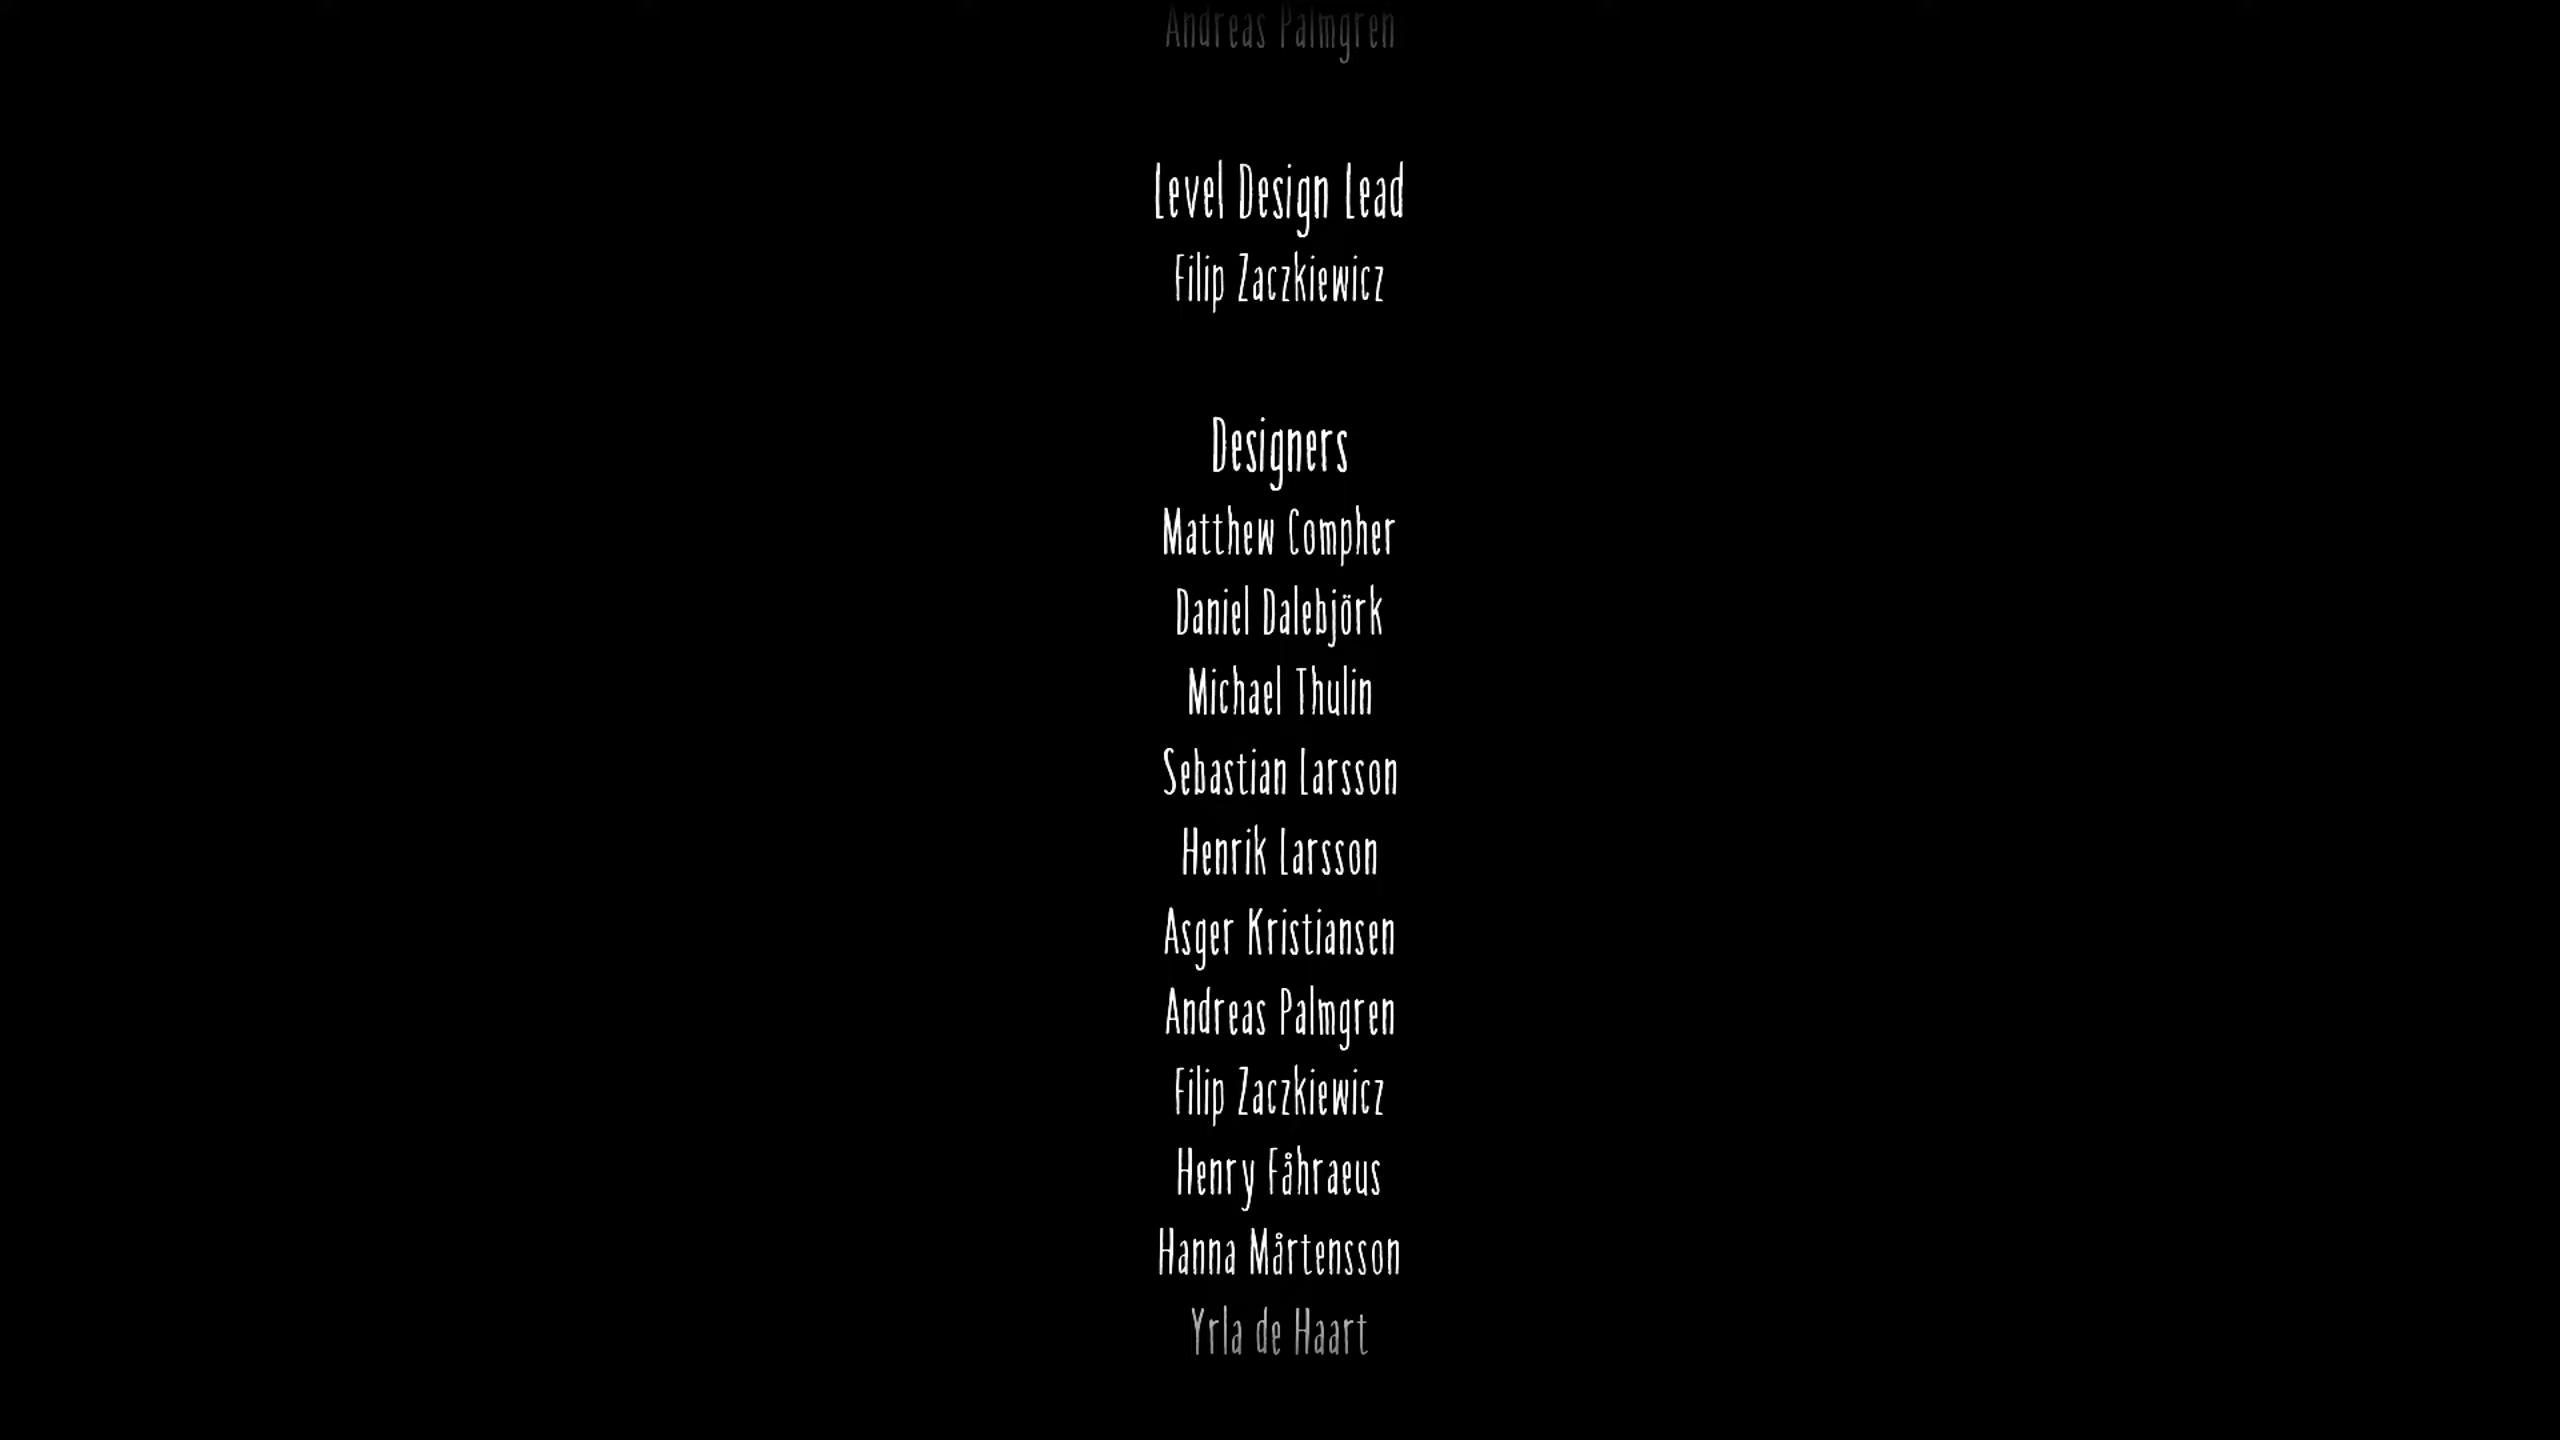 Andreas Palmgren
Level Design Lead
Filip Zaczkiewicz
Designers
Matthew Compher
Daniel Dalebjörk
Michael Thulin
Sebastian Larsson
Henrik Larsson
Asger Kristiansen
Andreas Palmgren
Filip Zaczkiewicz
Henry Fåhraeus
Hanna Mårtensson
Yrla de Haart